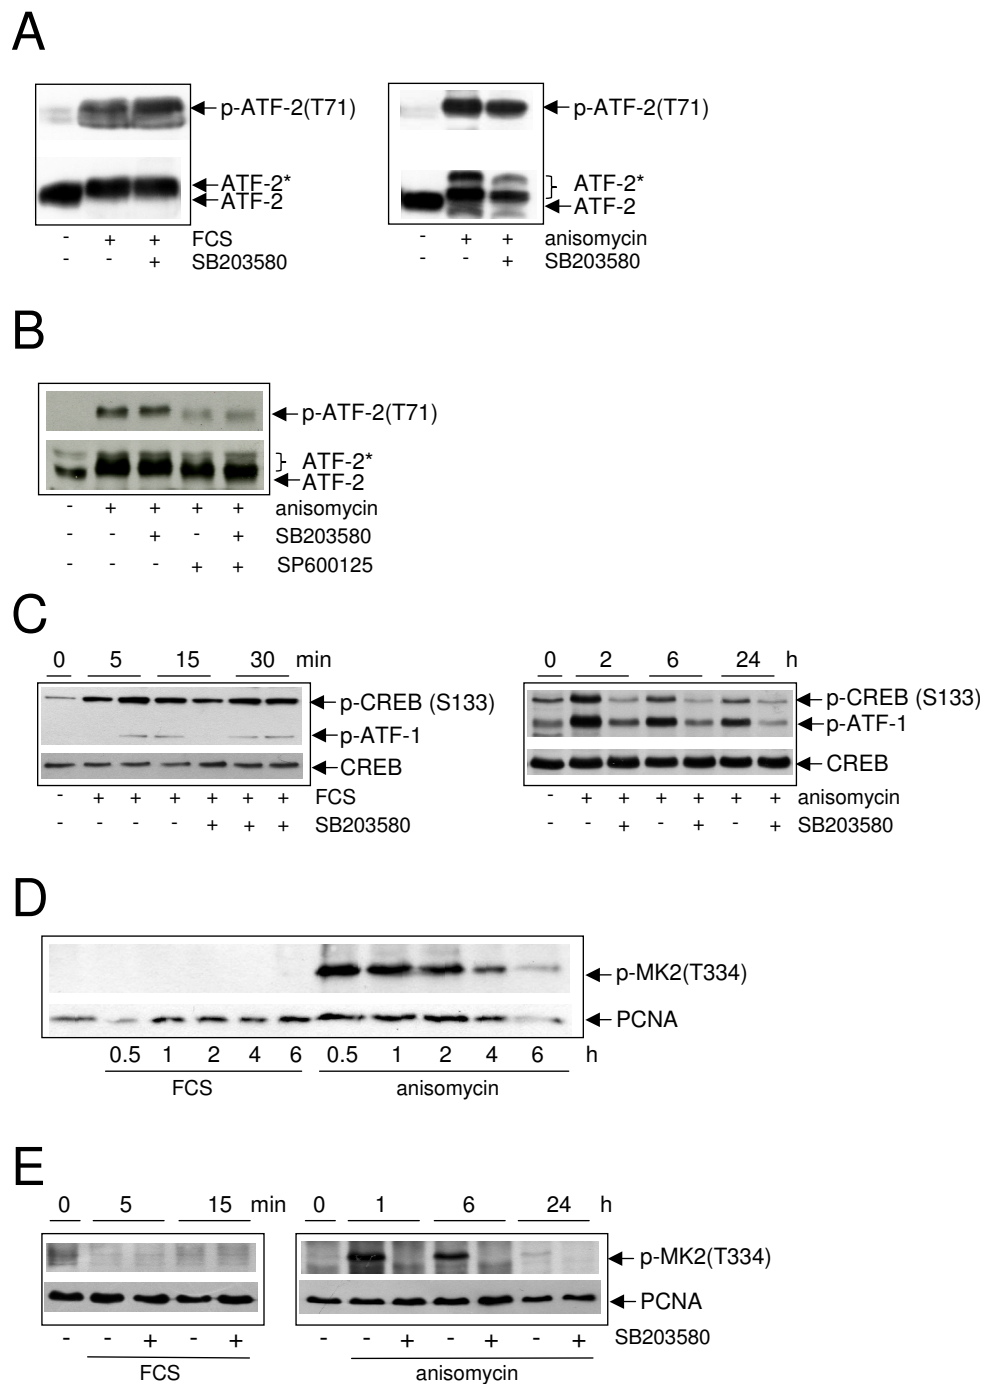 A
p-ATF-2(T71)
ATF-2*
ATF-2
- + + FCS
- - + SB203580
p-ATF-2(T71)
ATF-2*
ATF-2
- + + anisomycin
- - + SB203580
B
p-ATF-2(T71)
ATF-2*
ATF-2
- + + + + anisomycin
- - + - + SB203580
- - - + + SP600125
C
0 5 15 30 min
p-CREB (S133)
p-ATF-1
CREB
- + + + + + + FCS
- - - - + + + SB203580
0 2 6 24 h
p-CREB (S133)
p-ATF-1
CREB
- + + + + + + anisomycin
- - + - + - + SB203580
D
p-MK2(T334)
PCNA
0.5 1 2 4 6 0.5 1 2 4 6 h
FCS anisomycin
E
0 5 15 min 0 1 6 24 h
p-MK2(T334)
PCNA
- - + - + - - + - + - + SB203580
FCS anisomycin